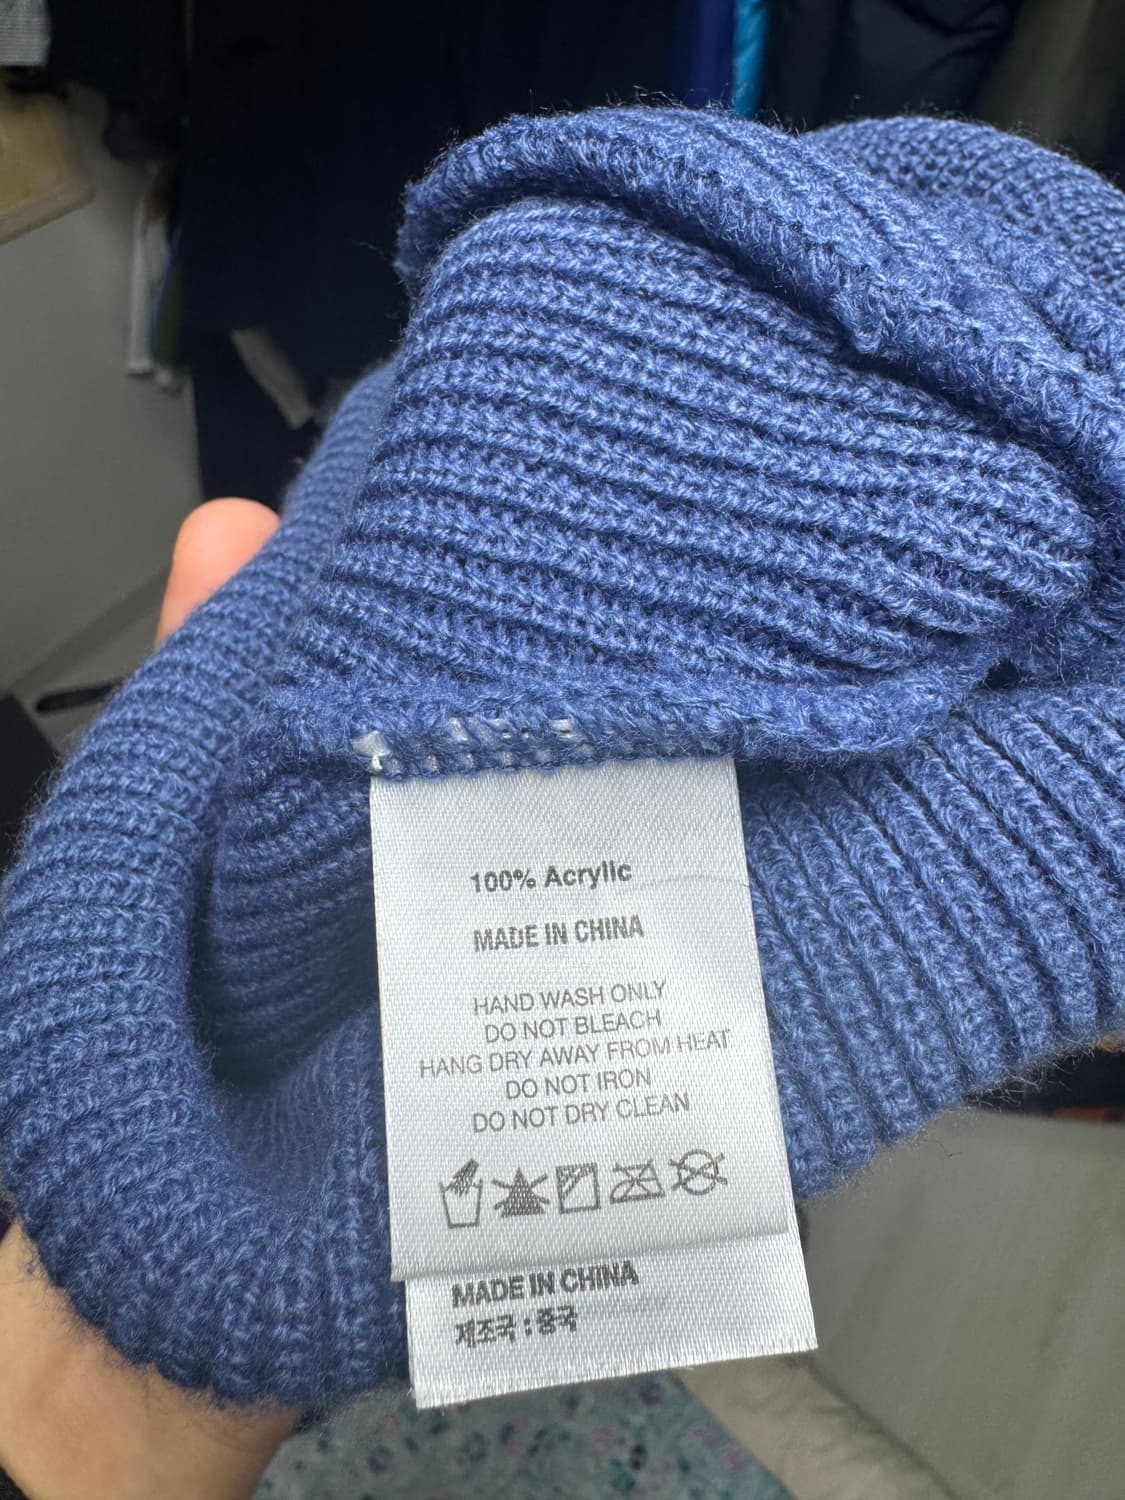 100% Acrylic
MADE IN CHINA
HAND WASH ONLY
DO NOT BLEACH
HANG DRY AWAY FROM HEAT
DO NOT IRON
DO NOT DRY CLEAN
MADE IN CHINA
제조국 : 중국